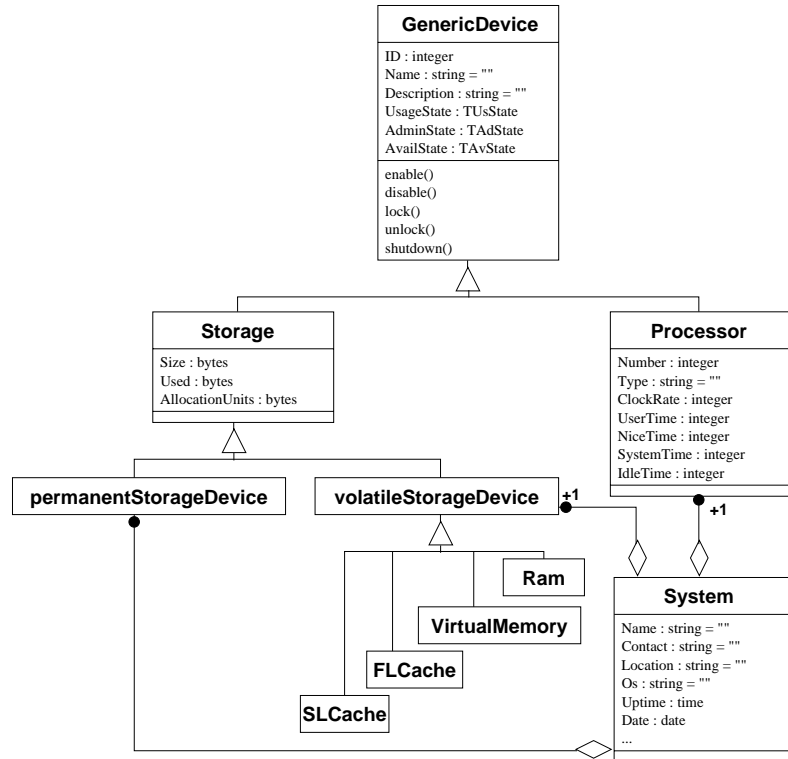 GenericDevice
ID : integer
Name : string = ""
Description : string = ""
UsageState : TUsState
AdminState : TAdState
AvailState : TAvState
enable()
disable()
lock()
unlock()
shutdown()
Storage
Size : bytes
Used : bytes
AllocationUnits : bytes
Processor
Number : integer
Type : string = ""
ClockRate : integer
UserTime : integer
NiceTime : integer
SystemTime : integer
IdleTime : integer
permanentStorageDevice
volatileStorageDevice
+1
+1
Ram
VirtualMemory
FLCache
SLCache
System
Name : string = ""
Contact : string = ""
Location : string = ""
Os : string = ""
Uptime : time
Date : date
...